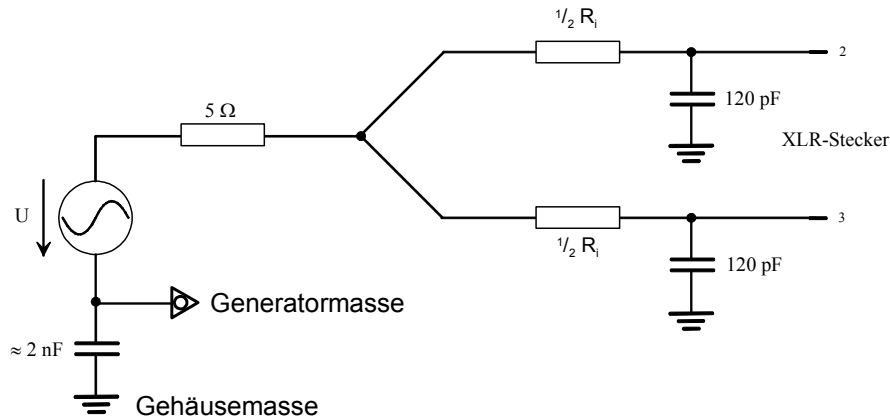 ½ Rᵢ
2
120 pF
5 Ω
XLR-Stecker
U
3
½ Rᵢ
120 pF
Generatormasse
≈ 2 nF
Gehäusemasse